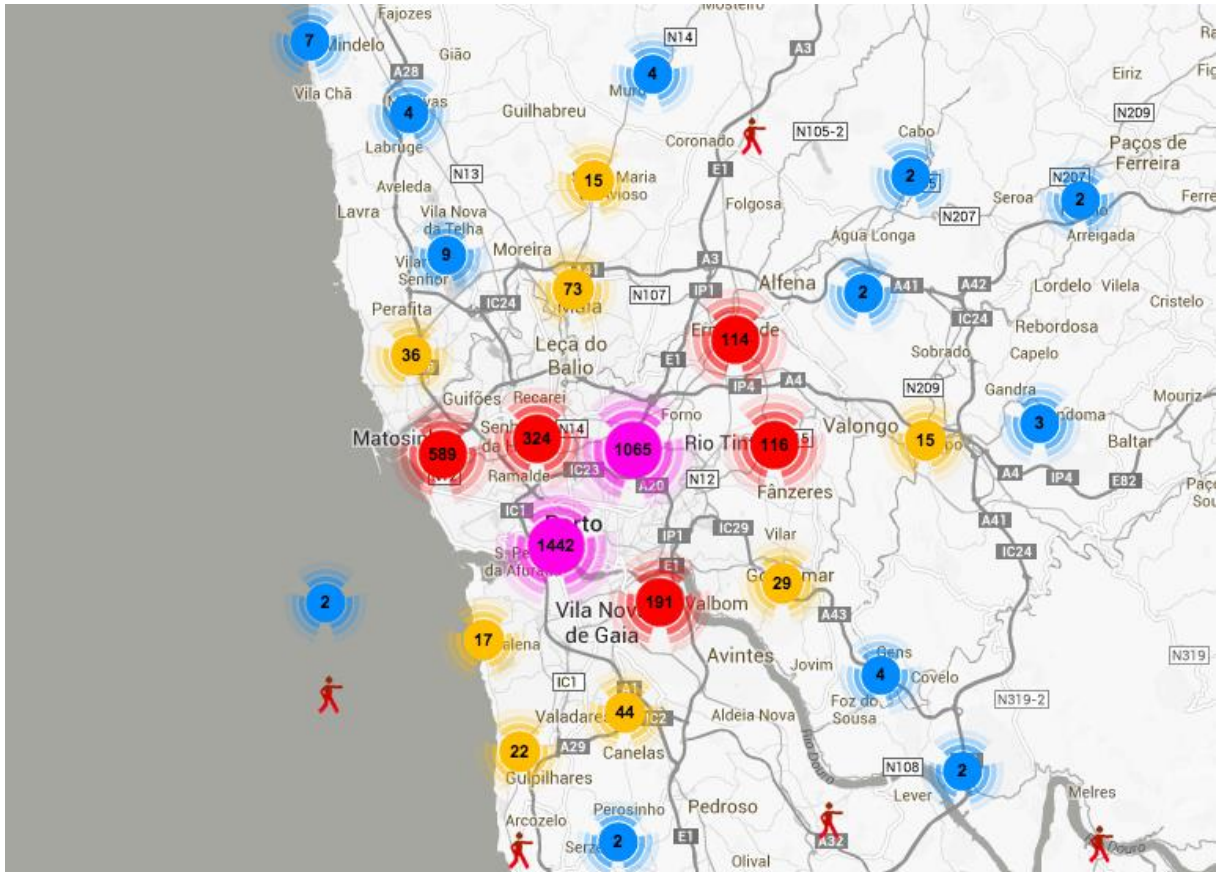 Fajozes
Mosteiro
7
Mindelo
Gião
N14
A3
A28
4
Muro
Eiriz
Vila Chã
4
Guilhabreu
N209
Labruge
Coronado
N105-2
Cabo
Paços de
Ferreira
E1
N13
15
Maria
2
N207
Aveleda
Folgosa
Seroa
2
Lavra
Vila Nova
da Telha
N207
Arreigada
9
Moreira
Água Longa
Senhor
A3
A41
73
N107
IP1
Alfena
2
A41
A42
Lordelo
Vilela
Perafita
IC24
Cristelo
IC24
Rebordosa
114
36
Leça do
Balio
E1
Sobrado
Capelo
IP4
A4
N209
Gandra
Guifões
Recarei
Mouriz
Forno
3
324
N14
Valongo
15
Baltar
589
1065
116
Ramalde
IC23
A4
IP4
E82
A20
N12
Fânzeres
IC1
A41
IC29
Vilar
1442
IP1
IC24
da Afurada
E1
29
2
191
Valbom
Vila Nova
de Gaia
A43
17
Avintes
Jovim
4
Covelo
N319
IC1
A1
Foz do
Sousa
N319-2
Valadares
44
IC2
Aldeia Nova
22
A29
Canelas
Rio Douro
N108
2
Gulpilhares
Lever
Melres
Perosinho
Pedroso
Arcozelo
2
E1
A32
Olival